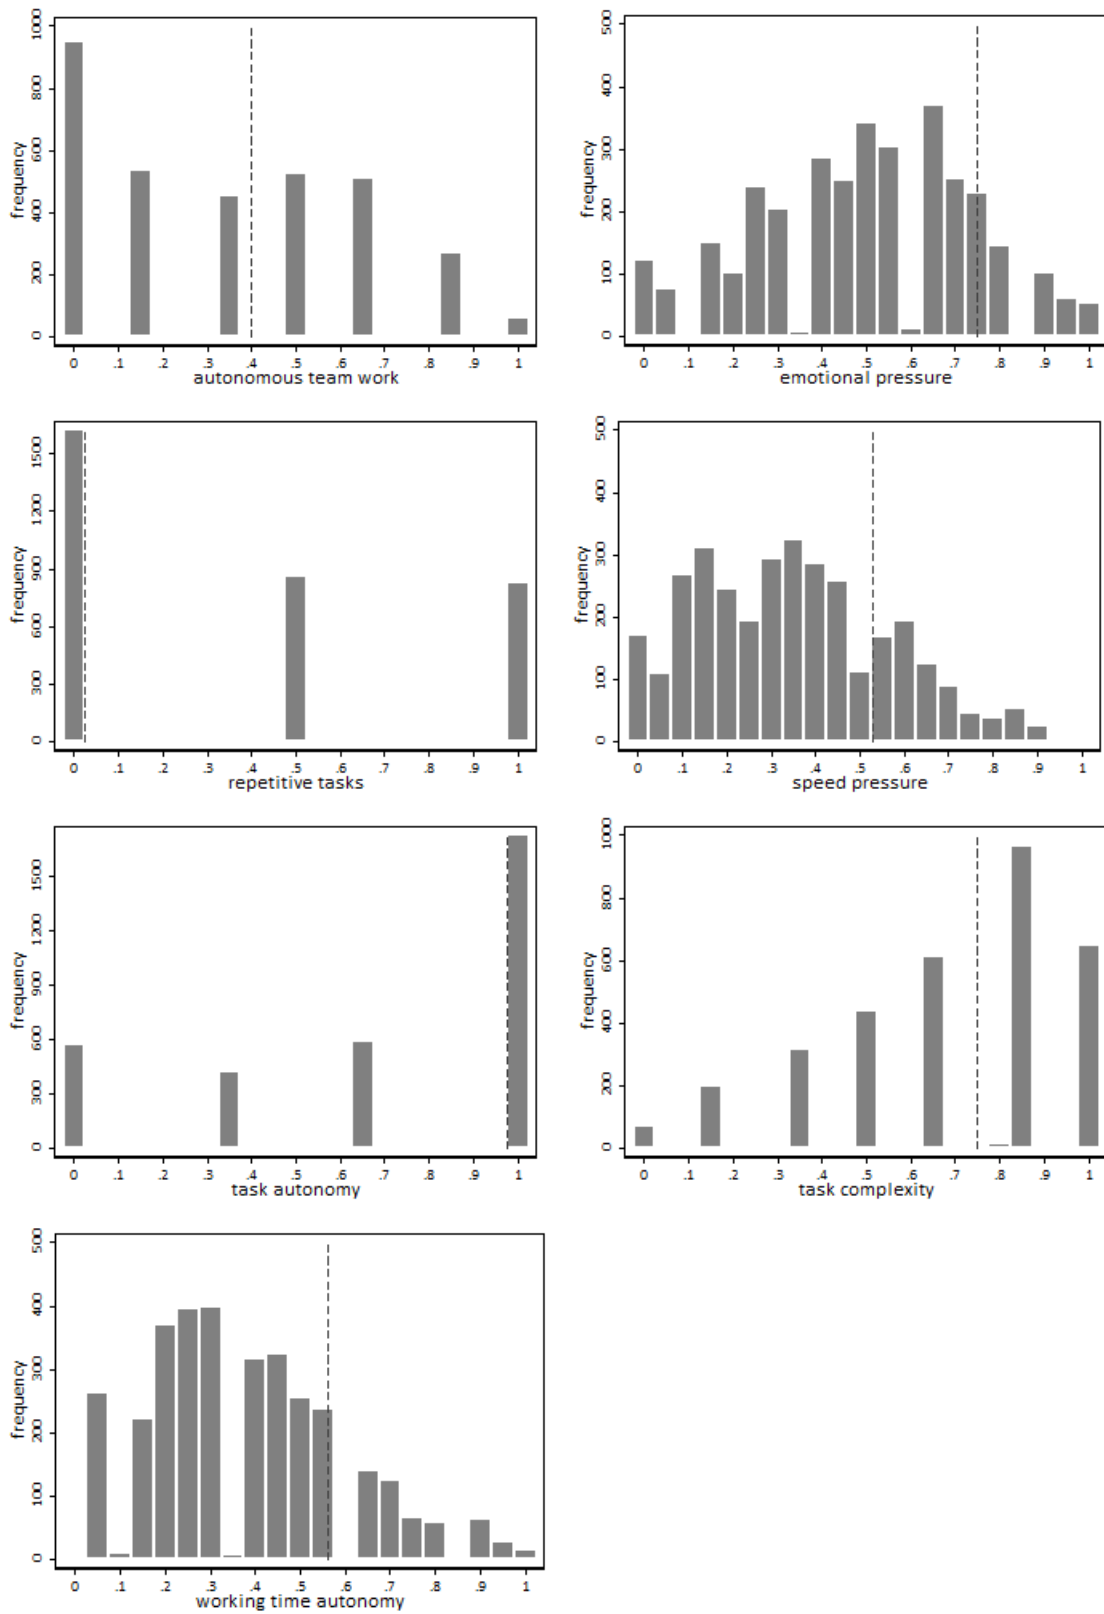 1000
800
600
400
200
0
frequency
0 .1 .2 .3 .4 .5 .6 .7 .8 .9 1
autonomous team work
500
400
300
200
100
0
frequency
0 .1 .2 .3 .4 .5 .6 .7 .8 .9 1
emotional pressure
1500
1200
900
600
300
0
frequency
0 .1 .2 .3 .4 .5 .6 .7 .8 .9 1
repetitive tasks
500
400
300
200
100
0
frequency
0 .1 .2 .3 .4 .5 .6 .7 .8 .9 1
speed pressure
1500
1200
900
600
300
0
frequency
0 .1 .2 .3 .4 .5 .6 .7 .8 .9 1
task autonomy
1000
800
600
400
200
0
frequency
0 .1 .2 .3 .4 .5 .6 .7 .8 .9 1
task complexity
500
400
300
200
100
0
frequency
0 .1 .2 .3 .4 .5 .6 .7 .8 .9 1
working time autonomy